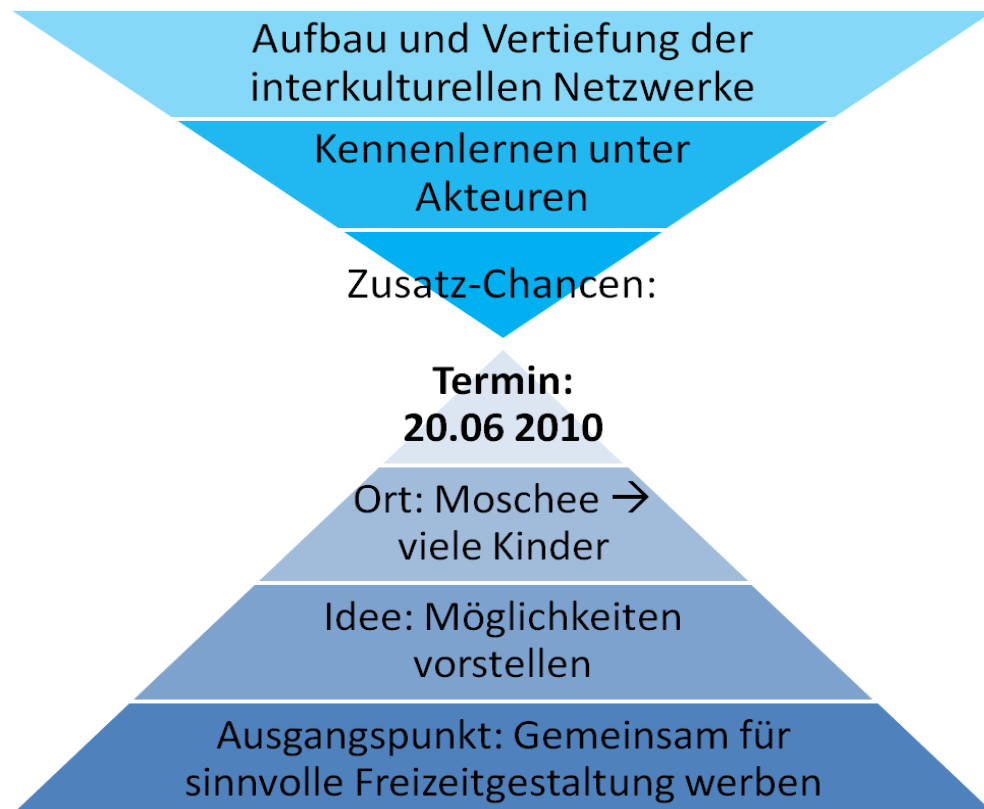 Aufbau und Vertiefung der
interkulturellen Netzwerke
Kennenlernen unter
Akteuren
Zusatz-Chancen:
Termin:
20.06 2010
Ort: Moschee →
viele Kinder
Idee: Möglichkeiten
vorstellen
Ausgangspunkt: Gemeinsam für
sinnvolle Freizeitgestaltung werben